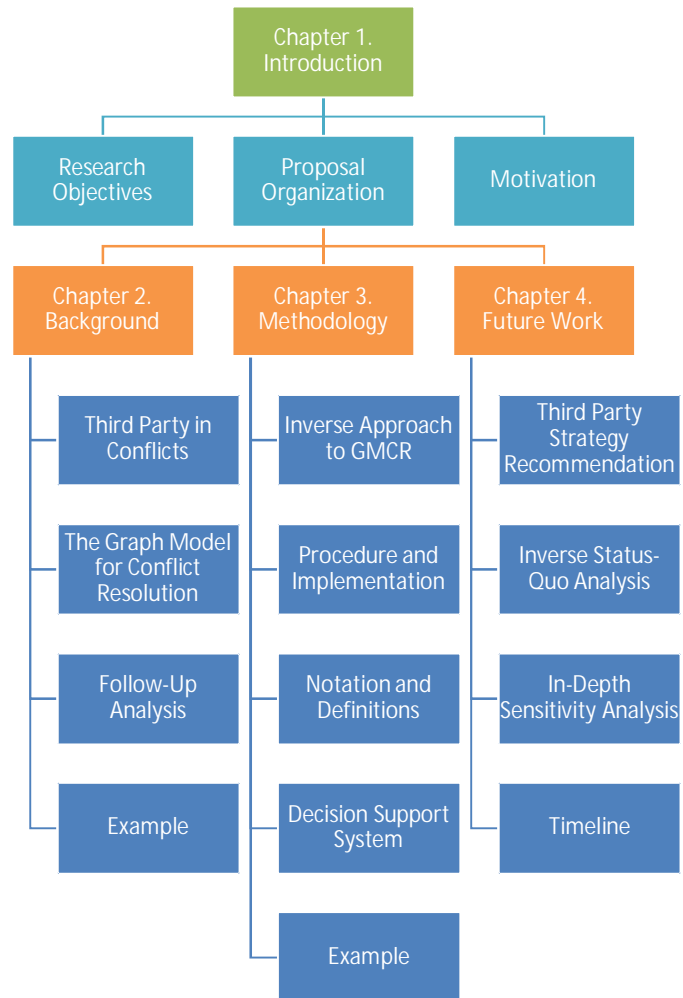 Chapter 1.
Introduction
Research
Objectives
Proposal
Organization
Motivation
Chapter 2.
Background
Chapter 3.
Methodology
Chapter 4.
Future Work
Third Party in
Conflicts
The Graph Model
for Conflict
Resolution
Follow-Up
Analysis
Example
Inverse Approach
to GMCR
Procedure and
Implementation
Notation and
Definitions
Decision Support
System
Example
Third Party
Strategy
Recommendation
Inverse Status-
Quo Analysis
In-Depth
Sensitivity Analysis
Timeline